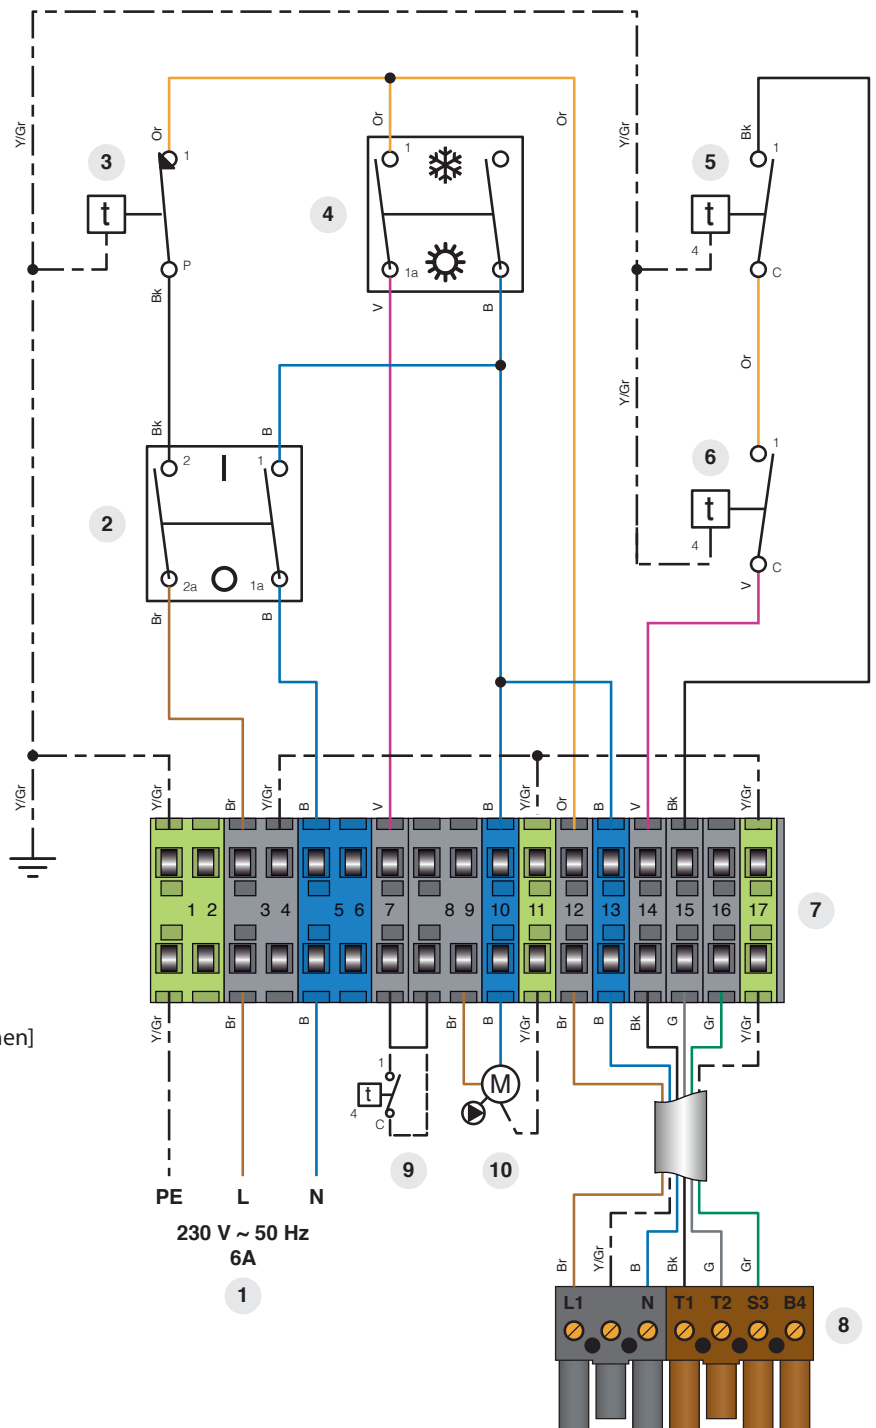 Y/Gr
Or
Or
Or
Y/Gr
Bk
3
1
1
5
1
t
4
t
4
P
1a
C
Bk
V
B
Or
Y/Gr
Bk
B
6
1
2
2
1
t
4
2a
1a
C
Br
B
V
Y/Gr
Y/Gr
Br
Y/Gr
B
V
B
Y/Gr
Or
B
V
Bk
Y/Gr
1 2 3 4 5 6 7 8 9 10 11 12 13 14 15 16 17
7
Y/Gr
Br
B
Br
B
Y/Gr
Br
B
Bk
G
Gr
Y/Gr
en]
1
t
4
C
M
9
10
PE L N
230 V ~ 50 Hz
6A
1
Br
Y/Gr
B
Bk
G
Gr
L1 N T1 T2 S3 B4
8